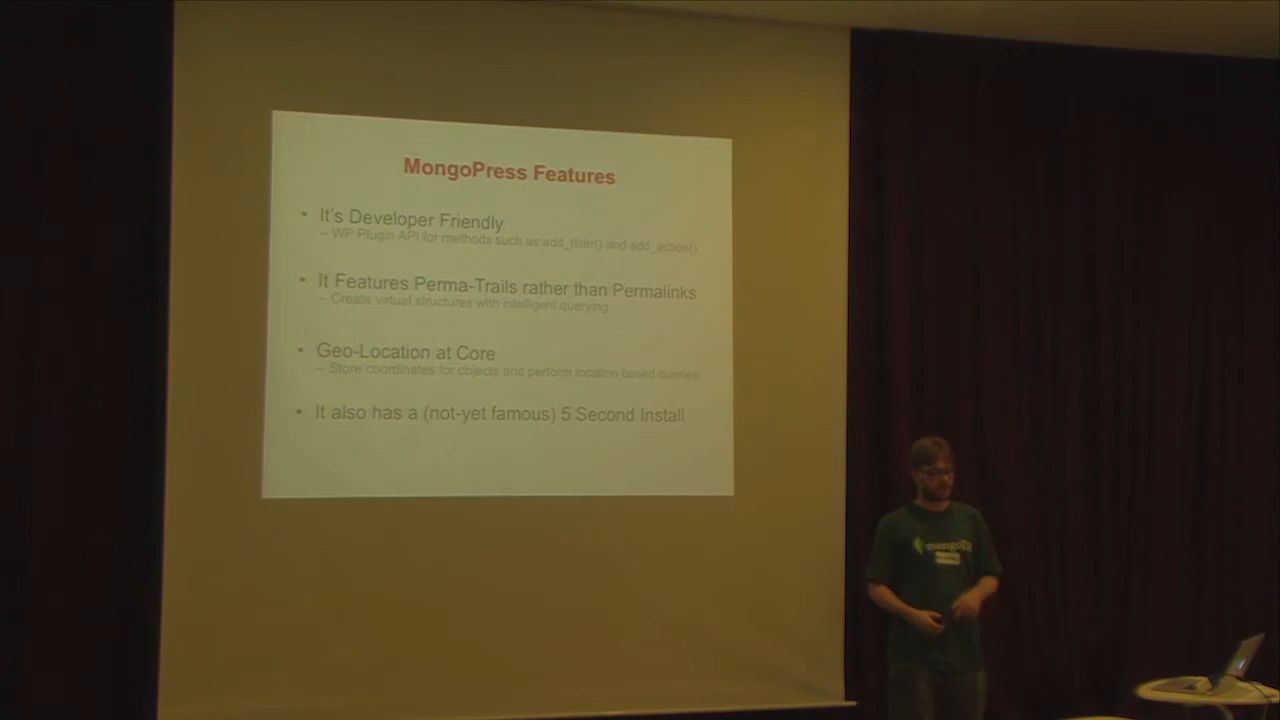 MongoPress Features
• It's Developer Friendly
– WP Plugin API for methods such as add_filter() and add_action()
• It Features Perma-Trails rather than Permalinks
– Create virtual structures with intelligent querying
• Geo-Location at Core
– Store coordinates for objects and perform location based queries
• It also has a (not-yet famous) 5 Second Install
mongoDB